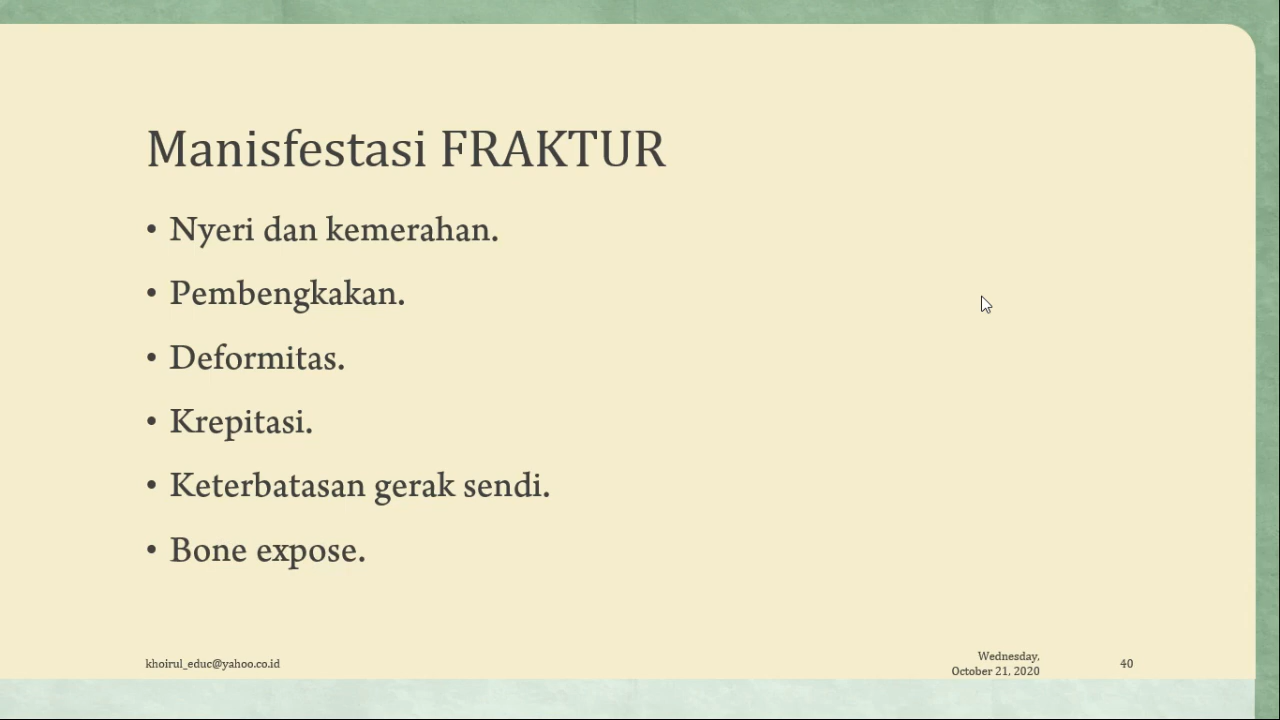 Manisfestasi FRAKTUR
• Nyeri dan kemerahan.
• Pembengkakan.
• Deformitas.
• Krepitasi.
• Keterbatasan gerak sendi.
• Bone expose.
khoirul_educ@yahoo.co.id
Wednesday,
October 21, 2020
40